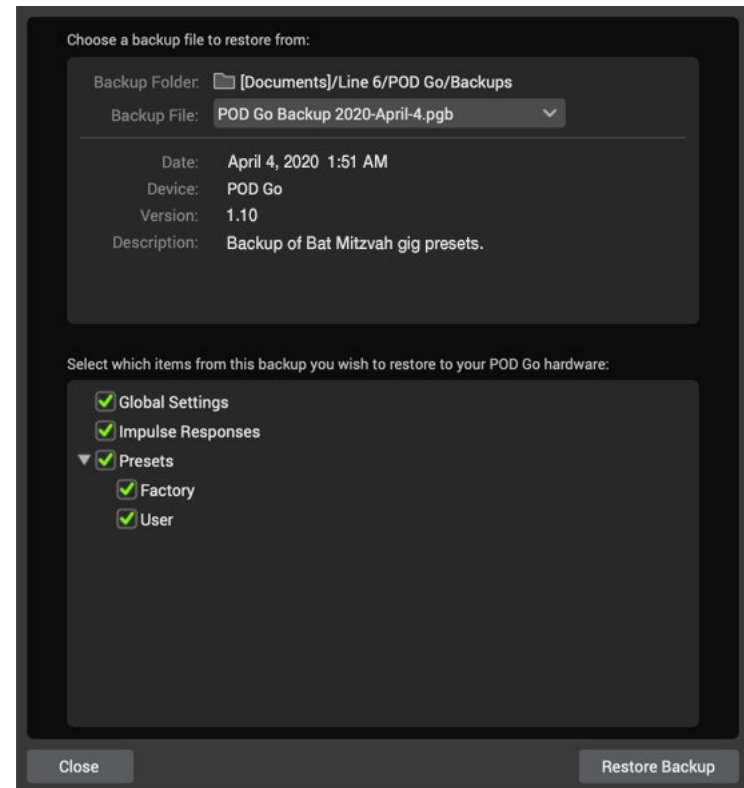 Choose a backup file to restore from:
Backup Folder: [Documents]/Line 6/POD Go/Backups
Backup File: POD Go Backup 2020-April-4.pgb
Date: April 4, 2020 1:51 AM
Device: POD Go
Version: 1.10
Description: Backup of Bat Mitzvah gig presets.
Select which items from this backup you wish to restore to your POD Go hardware:
Global Settings
Impulse Responses
Presets
Factory
User
Close Restore Backup